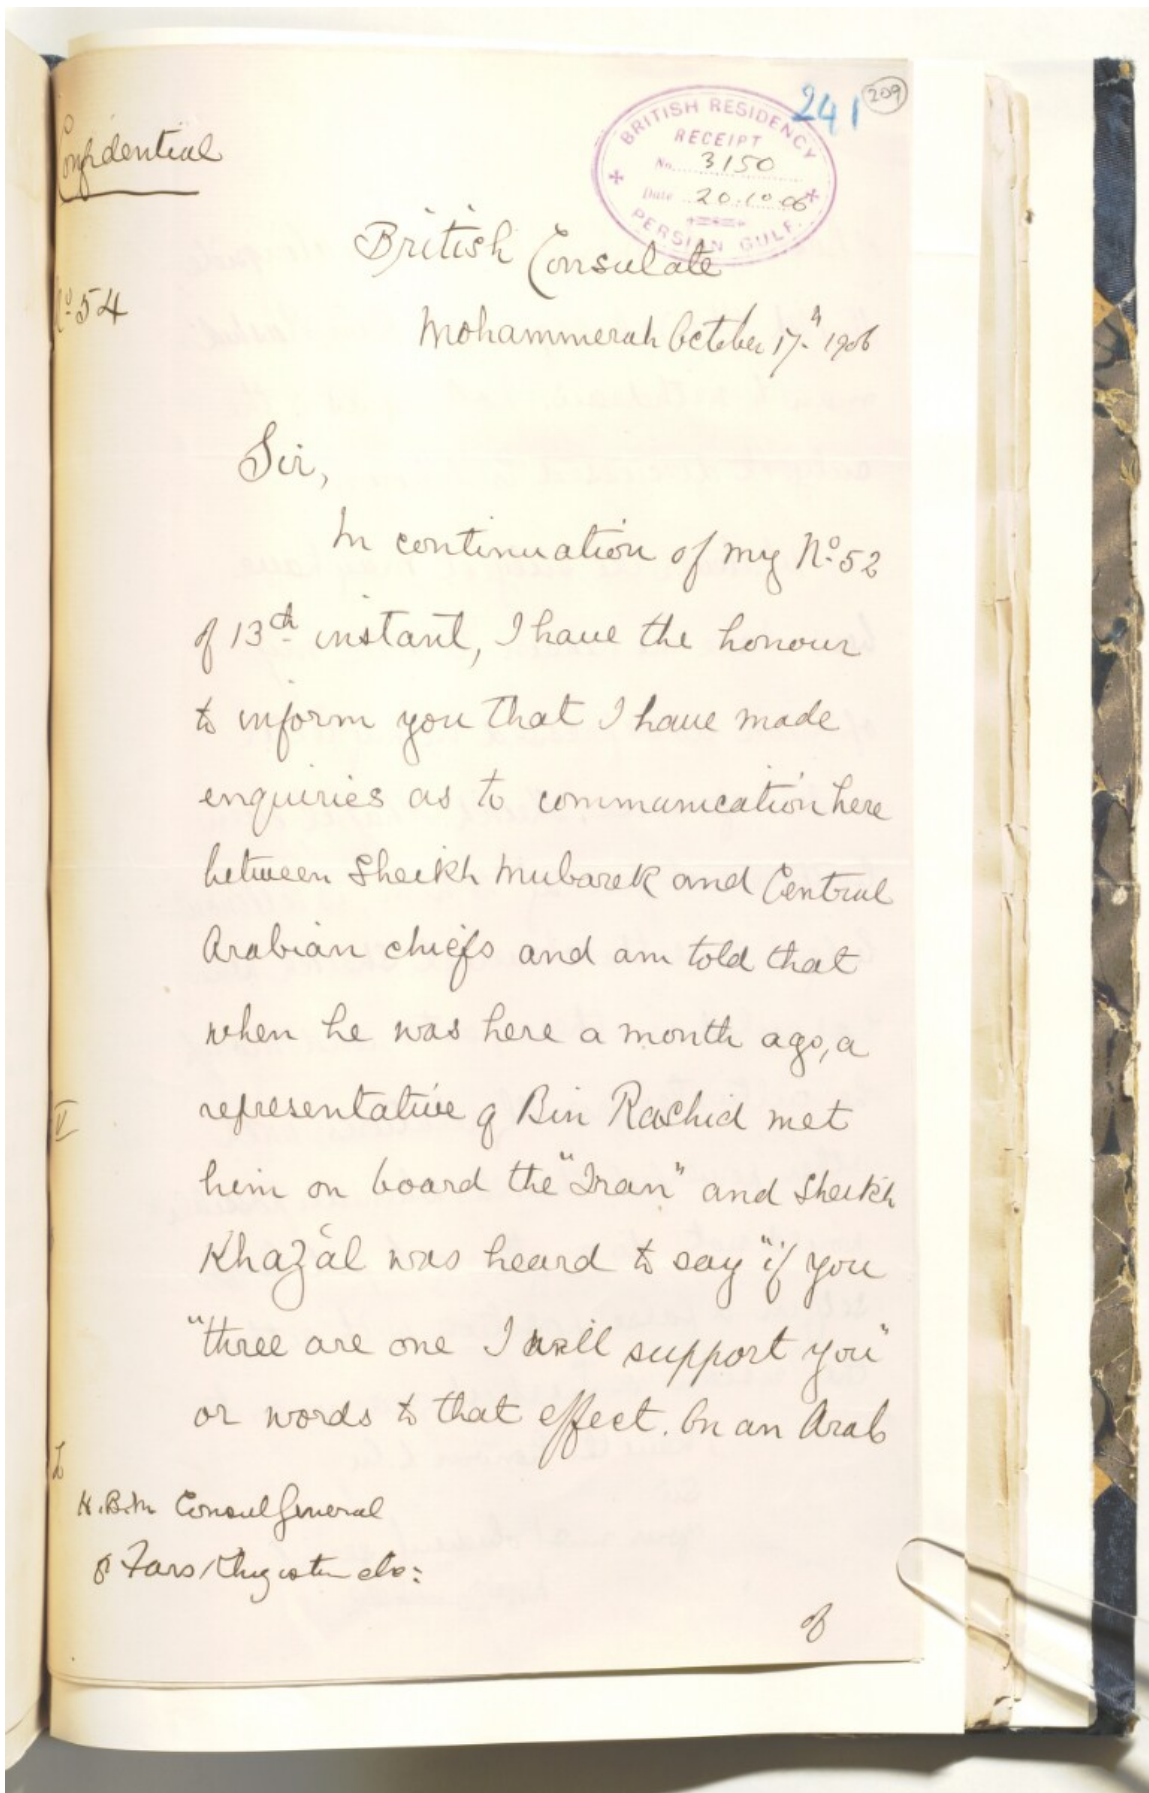 241
209
BRITISH RESIDENCY
RECEIPT
No. 3150
Date 20.10.06
PERSIAN GULF.
Confidential
British Consulate
No 54
Mohammerah October 17th 1906
Sir,
In continuation of my No 52
of 13th instant, I have the honour
to inform you that I have made
enquiries as to communication here
between Sheikh Mubarek and Central
Arabian chiefs and am told that
when he was here a month ago, a
representative of Bin Rashid met
him on board the "Iran" and Sheikh
Khazal was heard to say "if you
"three are one I will support you"
or words to that effect. On an Arab
H.B.M Consul General
of Fars, Khuzistan etc:
of